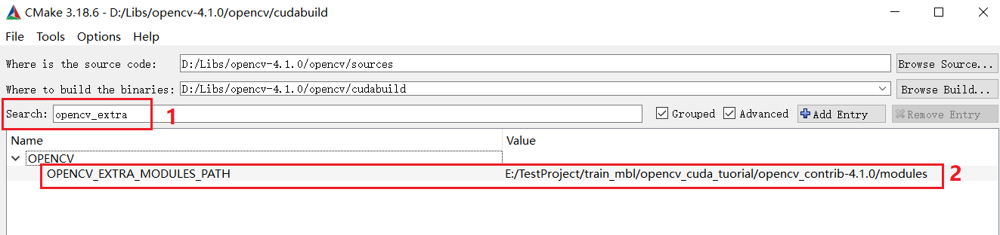 CMake 3.18.6 - D:/Libs/opencv-4.1.0/opencv/cudabuild
File Tools Options Help
Where is the source code: D:/Libs/opencv-4.1.0/opencv/sources Browse Source...
Where to build the binaries: D:/Libs/opencv-4.1.0/opencv/cudabuild Browse Build...
Search: opencv_extra 1 Grouped Advanced Add Entry Remove Entry
Name Value
OPENCV
OPENCV_EXTRA_MODULES_PATH E:/TestProject/train_mbl/opencv_cuda_tuorial/opencv_contrib-4.1.0/modules 2